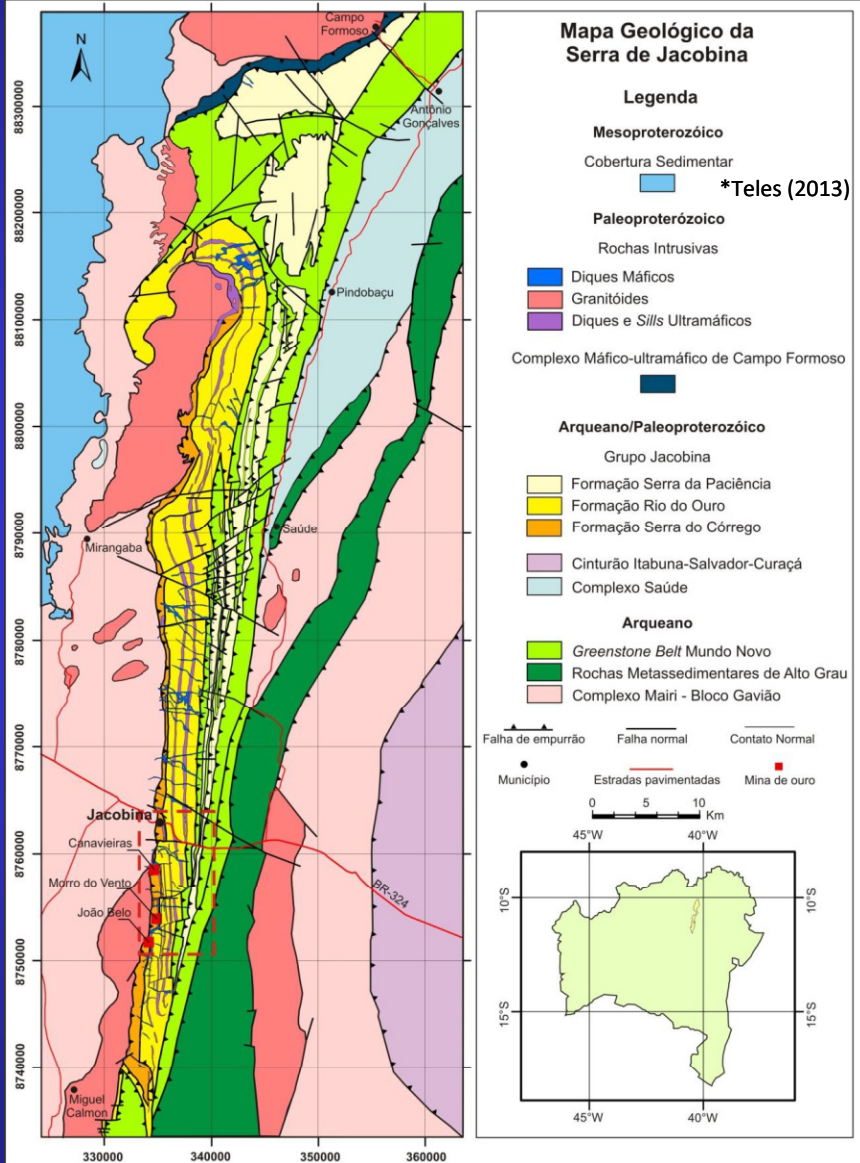 Campo
Formoso
N
Antônio
Gonçalves
Pindobaçu
Saúde
Mirangaba
Jacobina
Canavieiras
Morro do Vento
João Belo
BR-324
Miguel
Calmon
8830000
8820000
8810000
8800000
8790000
8780000
8770000
8760000
8750000
8740000
330000
340000
350000
360000
Mapa Geológico da
Serra de Jacobina
Legenda
Mesoproterozóico
Cobertura Sedimentar
*Teles (2013)
Paleoproterózoico
Rochas Intrusivas
Diques Máficos
Granitóides
Diques e Sills Ultramáficos
Complexo Máfico-ultramáfico de Campo Formoso
Arqueano/Paleoproterozóico
Grupo Jacobina
Formação Serra da Paciência
Formação Rio do Ouro
Formação Serra do Córrego
Cinturão Itabuna-Salvador-Curaçá
Complexo Saúde
Arqueano
Greenstone Belt Mundo Novo
Rochas Metassedimentares de Alto Grau
Complexo Mairi - Bloco Gavião
Falha de empurrão
Falha normal
Contato Normal
Município
Estradas pavimentadas
Mina de ouro
0 5 10
Km
45°W 40°W
10°S 10°S
15°S 15°S
45°W 40°W